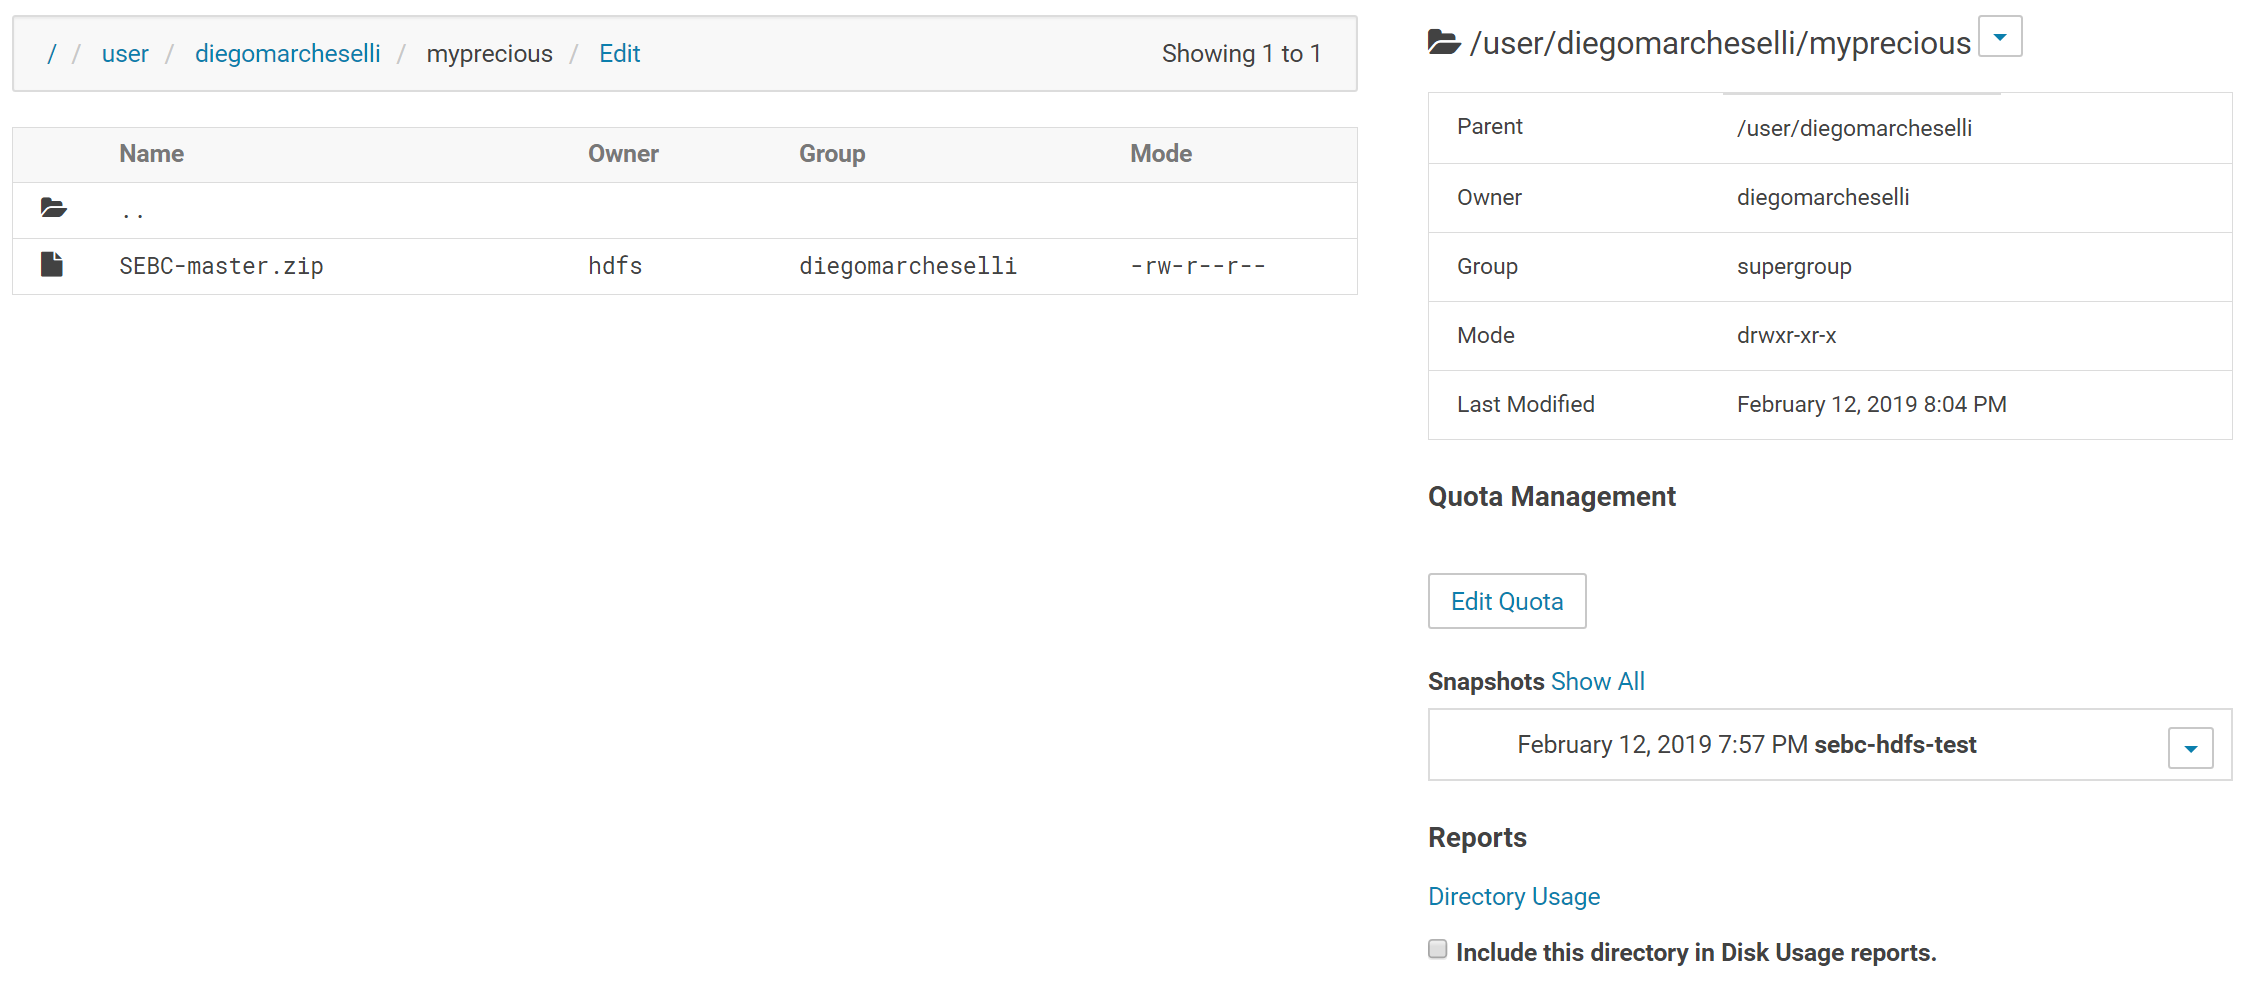 / / user / diegomarcheselli / myprecious / Edit Showing 1 to 1
Name Owner Group Mode
..
SEBC-master.zip hdfs diegomarcheselli -rw-r--r--
/user/diegomarcheselli/myprecious
Parent /user/diegomarcheselli
Owner diegomarcheselli
Group supergroup
Mode drwxr-xr-x
Last Modified February 12, 2019 8:04 PM
Quota Management
Edit Quota
Snapshots Show All
February 12, 2019 7:57 PM sebc-hdfs-test
Reports
Directory Usage
Include this directory in Disk Usage reports.